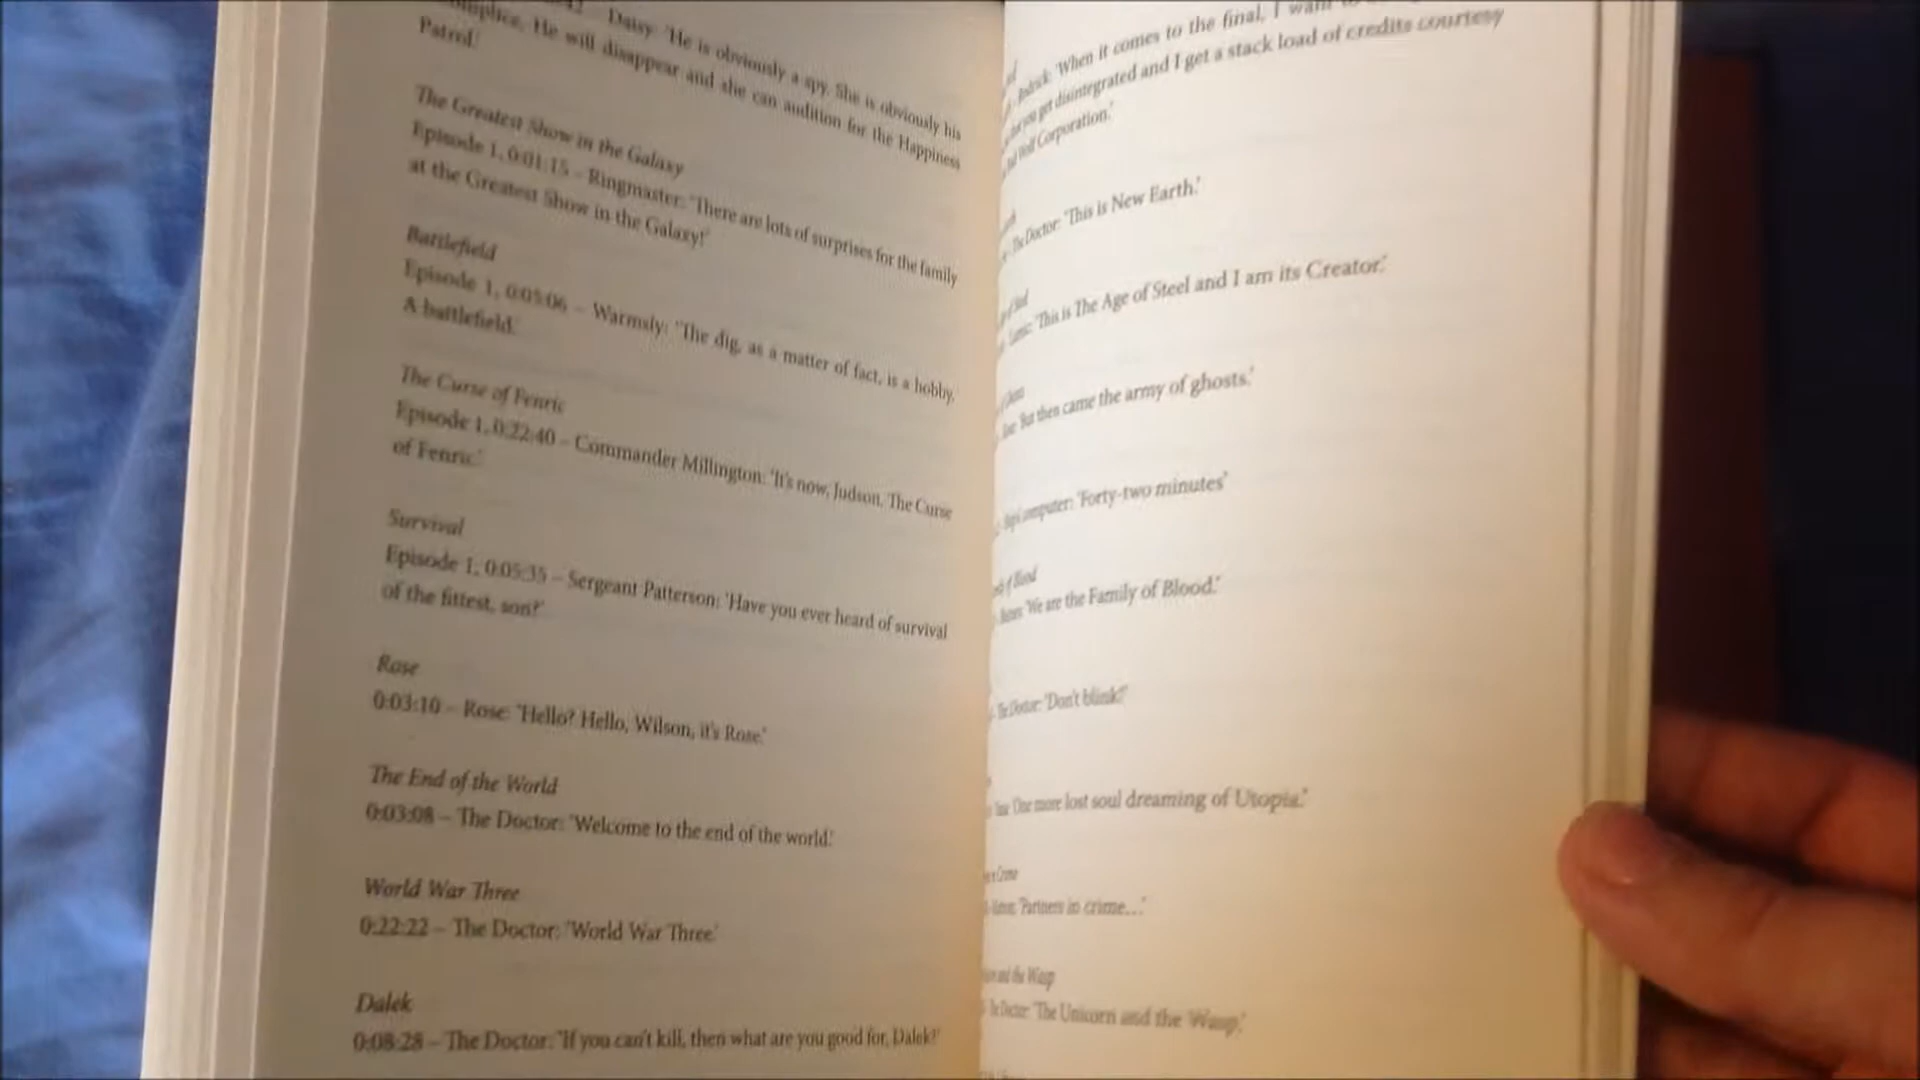 Daisy: 'He is obviously a spy. She is obviously his
He will disappear and she can audition for the Happiness
Patrol.'
The Greatest Show in the Galaxy
Episode 1, 0:01:15 – Ringmaster: 'There are lots of surprises for the family
at the Greatest Show in the Galaxy!'
Battlefield
Episode 1, 0:05:06 – Warmsly: 'The dig, as a matter of fact, is a hobby.
A battlefield.'
The Curse of Fenric
Episode 1, 0:22:40 – Commander Millington: 'It's now, Judson. The Curse
of Fenric.'
Survival
Episode 1, 0:05:35 – Sergeant Patterson: 'Have you ever heard of survival
of the fittest, son?'
Rose
0:03:10 – Rose: 'Hello? Hello, Wilson, it's Rose.'
The End of the World
0:03:08 – The Doctor: 'Welcome to the end of the world.'
World War Three
0:22:22 – The Doctor: 'World War Three.'
Dalek
0:08:28 – The Doctor: 'If you can't kill, then what are you good for, Dalek?'
'When it comes to the final, I want
you get disintegrated and I get a stack load of credits courtesy
Wolf Corporation.'
The Doctor: 'This is New Earth.'
of Steel
'This is The Age of Steel and I am its Creator.'
'But then came the army of ghosts.'
computer: 'Forty-two minutes'
of Blood
'We are the Family of Blood.'
The Doctor: 'Don't blink!'
'One more lost soul dreaming of Utopia.'
Crime
'Partners in crime…'
and the Wasp
The Doctor: 'The Unicorn and the Wasp.'